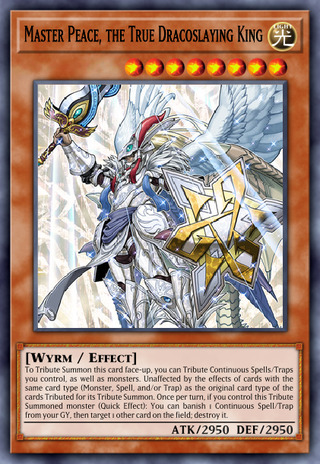 Master Peace, the True Dracoslaying King
LIGHT
光
[Wyrm / Effect]
To Tribute Summon this card face-up, you can Tribute Continuous Spells/Traps
you control, as well as monsters. Unaffected by the effects of cards with the
same card type (Monster, Spell, and/or Trap) as the original card type of the
cards Tributed for its Tribute Summon. Once per turn, if you control this Tribute
Summoned monster (Quick Effect): You can banish 1 Continuous Spell/Trap
from your GY, then target 1 other card on the field; destroy it.
ATK/2950 DEF/2950